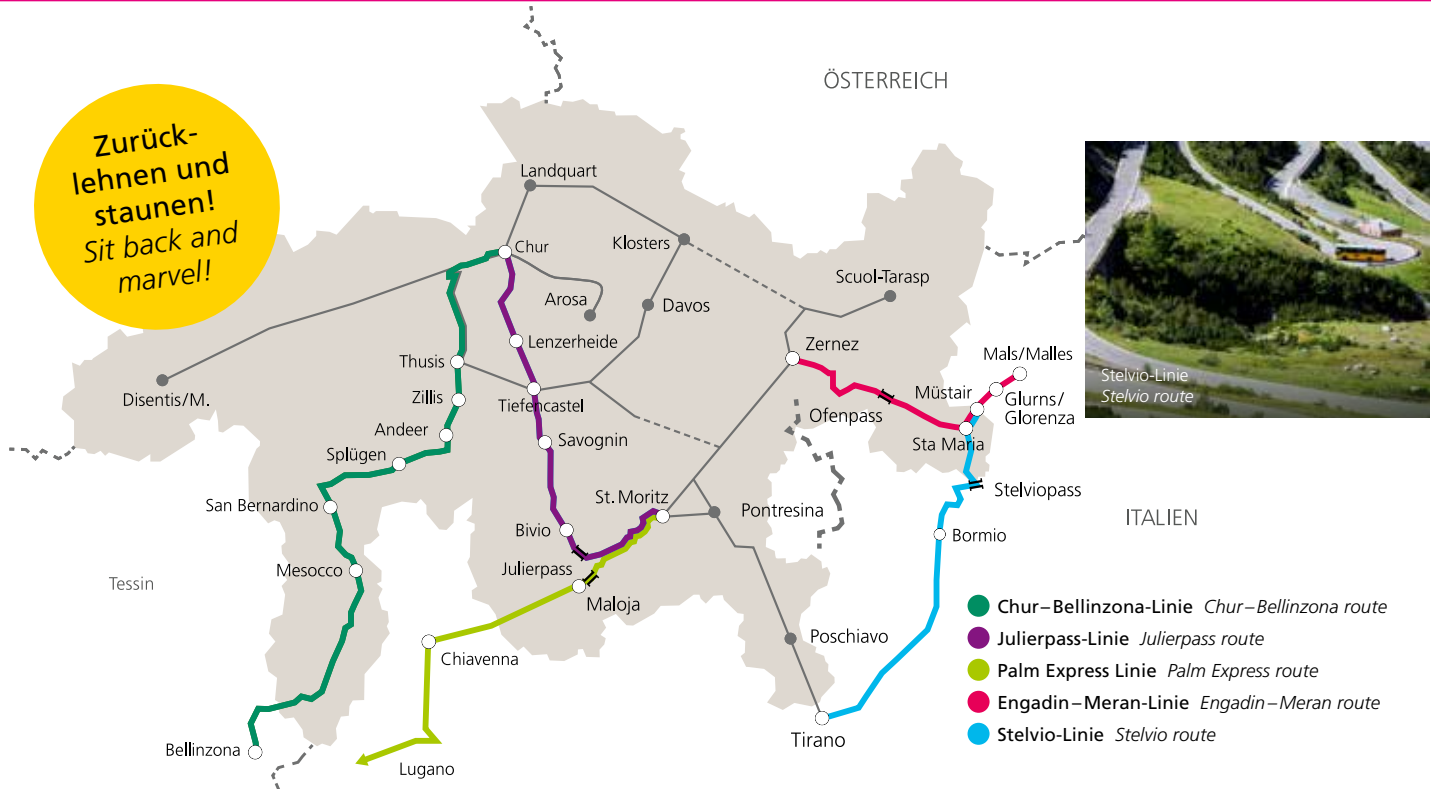 Zurück-
lehnen und
staunen!
Sit back and
marvel!
ÖSTERREICH
Landquart
Chur
Klosters
Arosa
Davos
Scuol-Tarasp
Lenzerheide
Zernez
Thusis
Disentis/M.
Zillis
Tiefencastel
Ofenpass
Müstair
Mals/Malles
Glurns/
Glorenza
Andeer
Savognin
Sta Maria
Splügen
San Bernardino
St. Moritz
Pontresina
Stelviopass
Bivio
ITALIEN
Bormio
Mesocco
Julierpass
Tessin
Maloja
Poschiavo
Chiavenna
Bellinzona
Lugano
Tirano
Stelvio-Linie
Stelvio route
Chur–Bellinzona-Linie Chur–Bellinzona route
Julierpass-Linie Julierpass route
Palm Express Linie Palm Express route
Engadin–Meran-Linie Engadin–Meran route
Stelvio-Linie Stelvio route